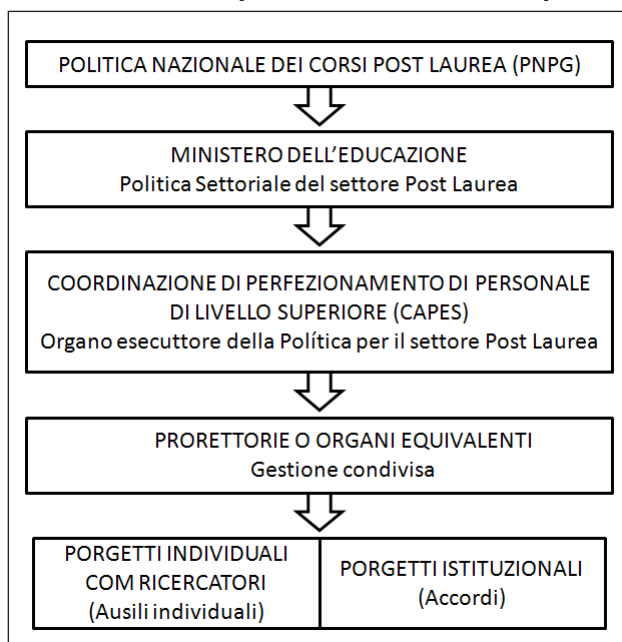 POLITICA NAZIONALE DEI CORSI POST LAUREA (PNPG)
MINISTERO DELL’EDUCAZIONE
Politica Settoriale del settore Post Laurea
COORDINAZIONE DI PERFEZIONAMENTO DI PERSONALE
DI LIVELLO SUPERIORE (CAPES)
Organo esecuttore della Política per il settore Post Laurea
PRORETTORIE O ORGANI EQUIVALENTI
Gestione condivisa
PORGETTI INDIVIDUALI
COM RICERCATORI
(Ausili individuali)
PORGETTI ISTITUZIONALI
(Accordi)